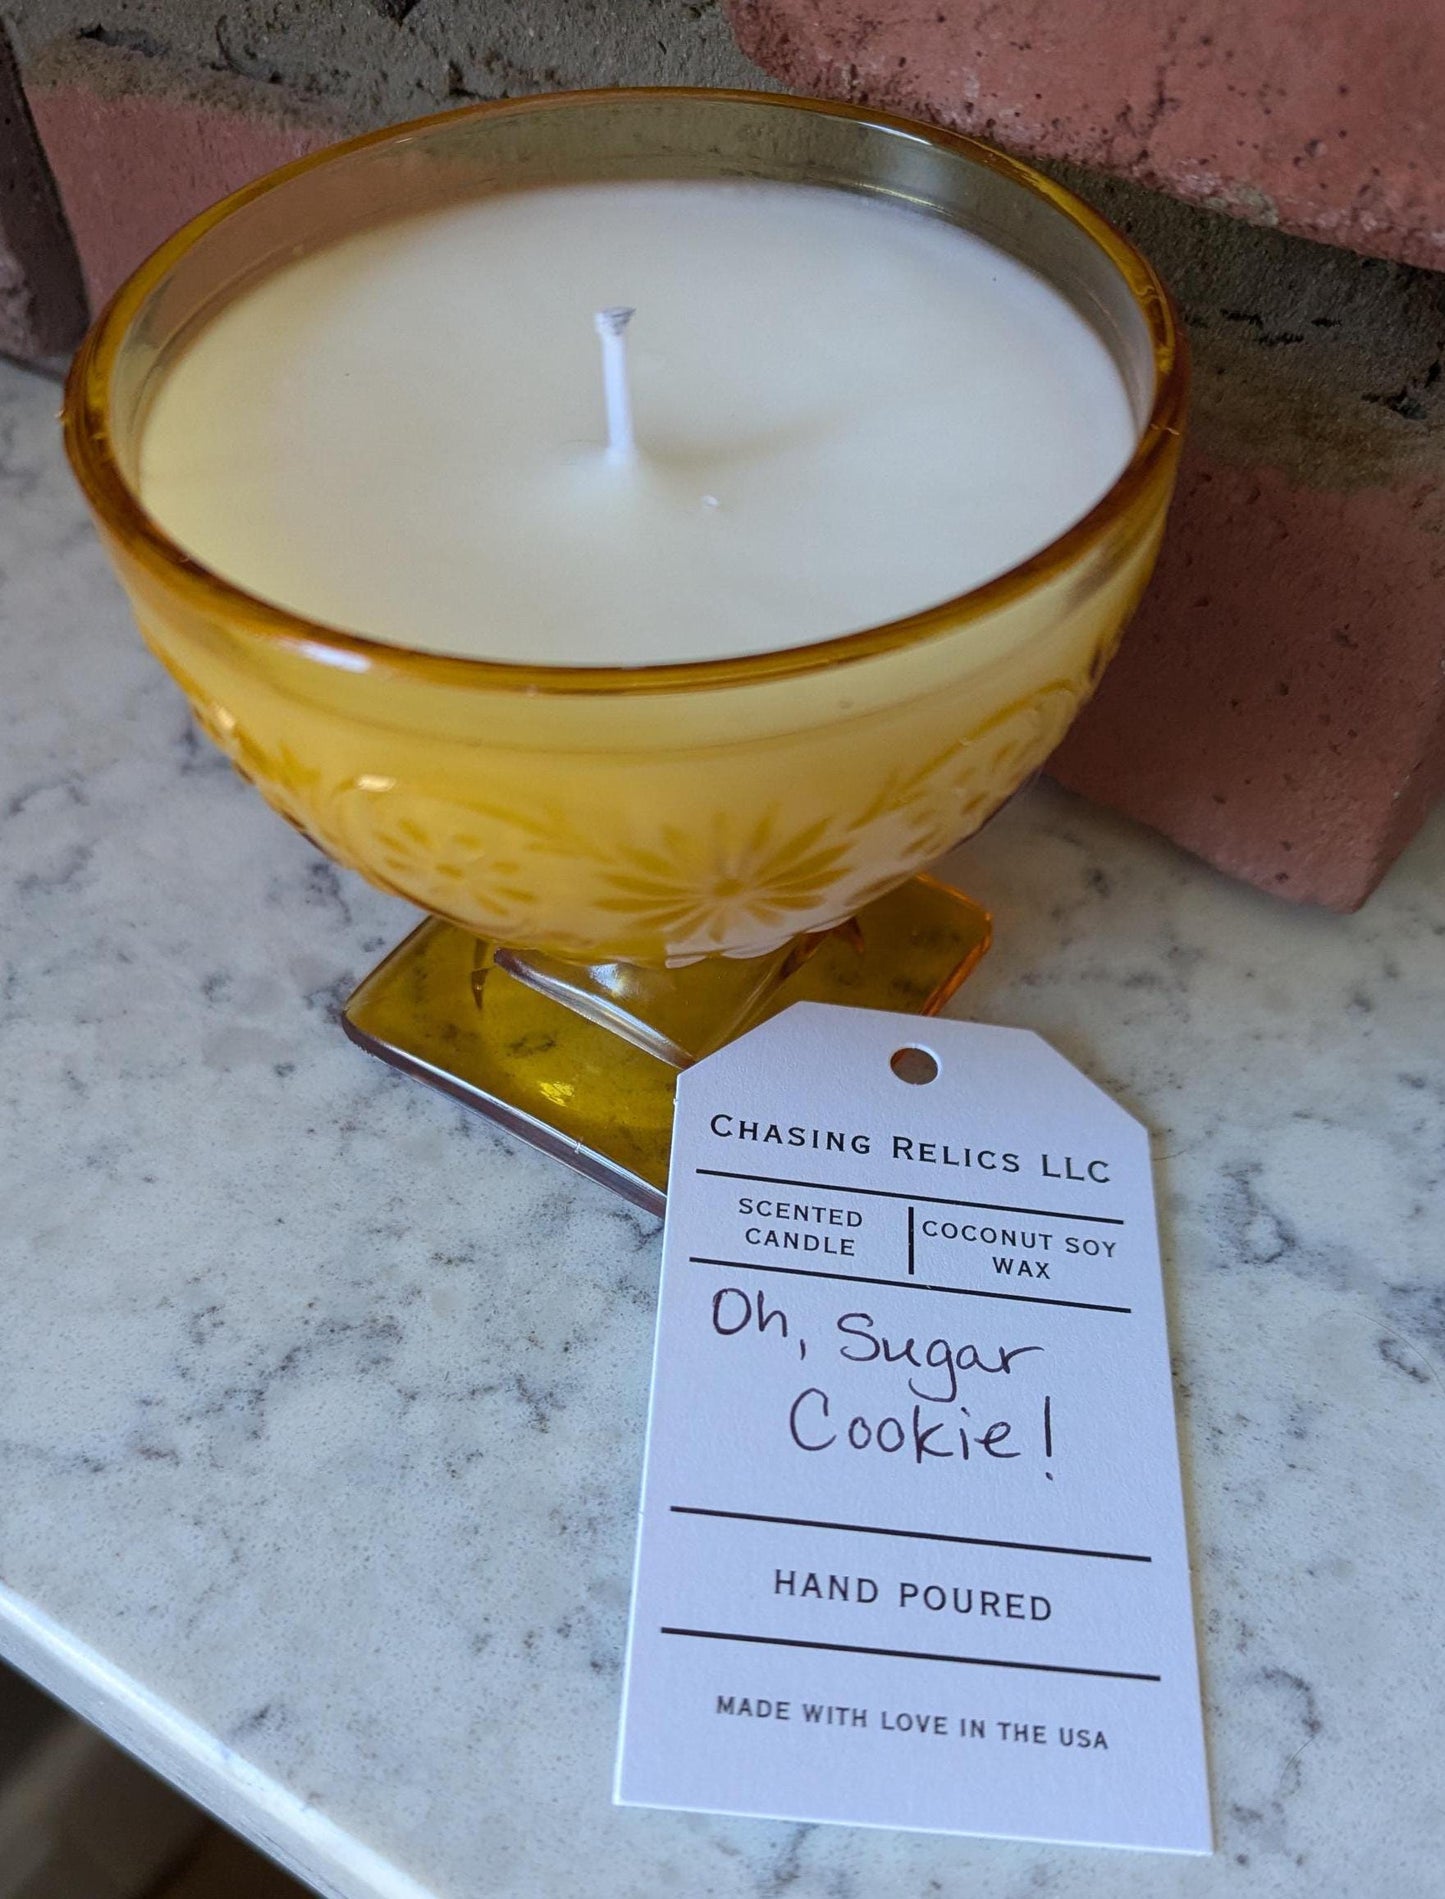 CHASING RELICS LLC
SCENTED
CANDLE
COCONUT SOY
WAX
Oh, Sugar
Cookie!
HAND POURED
MADE WITH LOVE IN THE USA